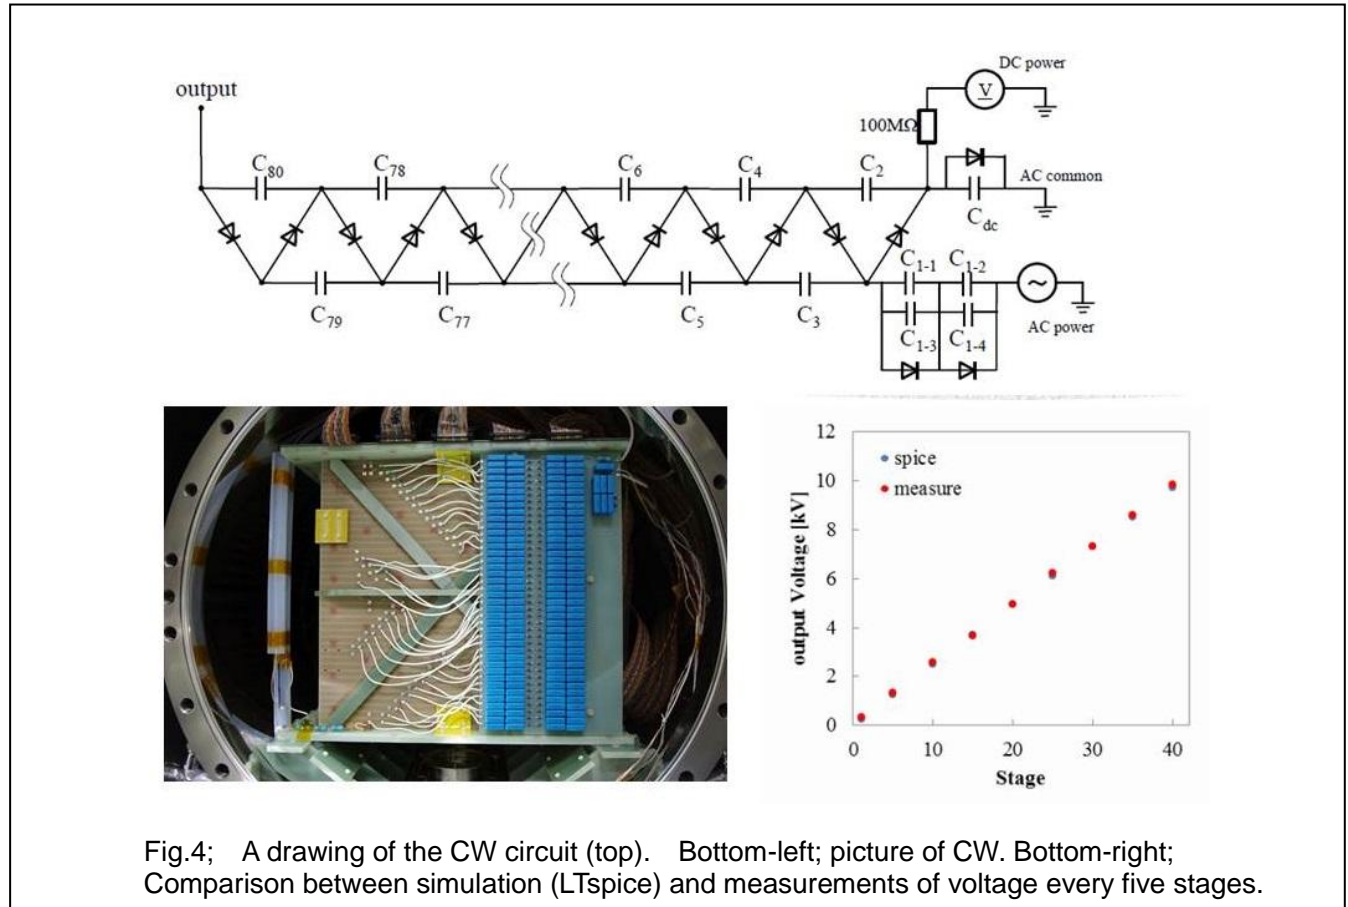 DC power
V
output
100MΩ
C80
C78
C6
C4
C2
AC common
Cdc
C1-1
C1-2
C79
C77
C5
C3
~
AC power
C1-3
C1-4
12
10
8
6
4
2
0
output Voltage [kV]
spice
measure
0
10
20
30
40
Stage
Fig.4; A drawing of the CW circuit (top). Bottom-left; picture of CW. Bottom-right;
Comparison between simulation (LTspice) and measurements of voltage every five stages.